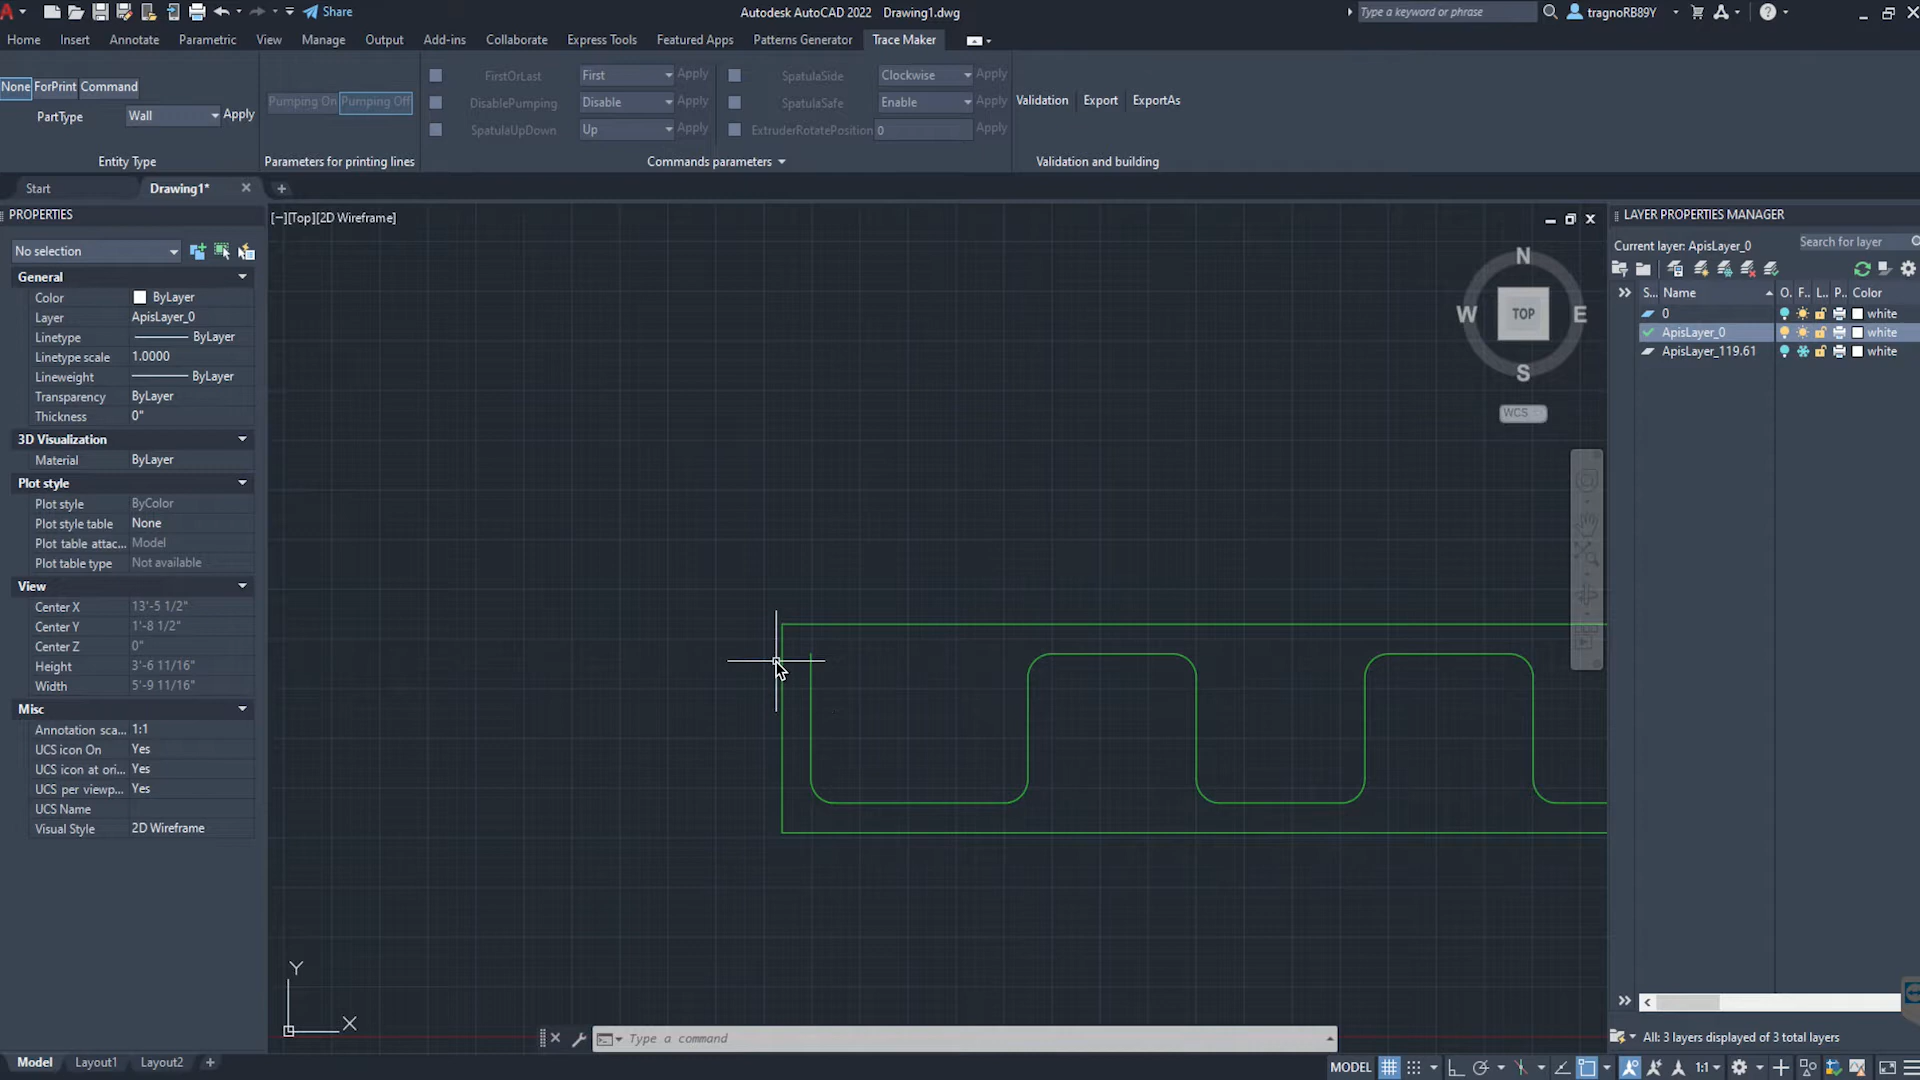 Share
Autodesk AutoCAD 2022 Drawing1.dwg
Type a keyword or phrase
tragnoRB89Y
Home Insert Annotate Parametric View Manage Output Add-ins Collaborate Express Tools Featured Apps Patterns Generator Trace Maker
None ForPrint Command
PartType Wall Apply
Entity Type
Pumping On Pumping Off
Parameters for printing lines
FirstOrLast First Apply
DisablePumping Disable Apply
SpatulaUpDown Up Apply
SpatulaSide Clockwise Apply
SpatulaSafe Enable Apply
ExtruderRotatePosition 0 Apply
Commands parameters
Validation Export ExportAs
Validation and building
Start Drawing1*
PROPERTIES
No selection
General
Color ByLayer
Layer ApisLayer_0
Linetype ByLayer
Linetype scale 1.0000
Lineweight ByLayer
Transparency ByLayer
Thickness 0"
3D Visualization
Material ByLayer
Plot style
Plot style ByColor
Plot style table None
Plot table attac... Model
Plot table type Not available
View
Center X 13'-5 1/2"
Center Y 1'-8 1/2"
Center Z 0"
Height 3'-6 11/16"
Width 5'-9 11/16"
Misc
Annotation sca... 1:1
UCS icon On Yes
UCS icon at ori... Yes
UCS per viewp... Yes
UCS Name
Visual Style 2D Wireframe
[−][Top][2D Wireframe]
N
W TOP E
S
WCS
Y
X
Type a command
LAYER PROPERTIES MANAGER
Current layer: ApisLayer_0
Search for layer
S... Name O. F.. L.. P.. Color
0 white
ApisLayer_0 white
ApisLayer_119.61 white
All: 3 layers displayed of 3 total layers
Model Layout1 Layout2
MODEL
1:1